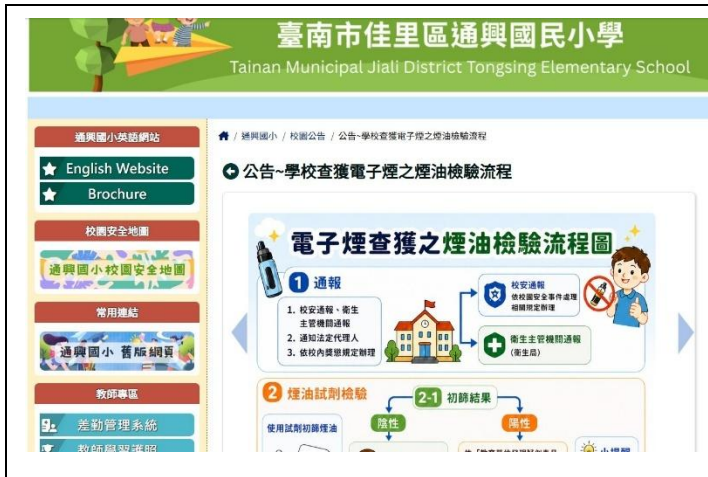 臺南市佳里區通興國民小學
Tainan Municipal Jiali District Tongsing Elementary School
通興國小英語網站
English Website
Brochure
校園安全地圖
通興國小校園安全地圖
常用連結
通興國小 舊版網頁
教師專區
差勤管理系統
教師學習護照
/ 通興國小 / 校園公告 / 公告~學校查獲電子煙之煙油檢驗流程
公告~學校查獲電子煙之煙油檢驗流程
電子煙查獲之煙油檢驗流程圖
1 通報
1. 校安通報、衛生
主管機關通報
2. 通知法定代理人
3. 依校內獎懲規定辦理
校安通報
依校園安全事件處理
相關規定辦理
衛生主管機關通報
(衛生局)
2 煙油試劑檢驗
2-1 初篩結果
使用試劑初篩煙油
陰性
陽性
小提醒